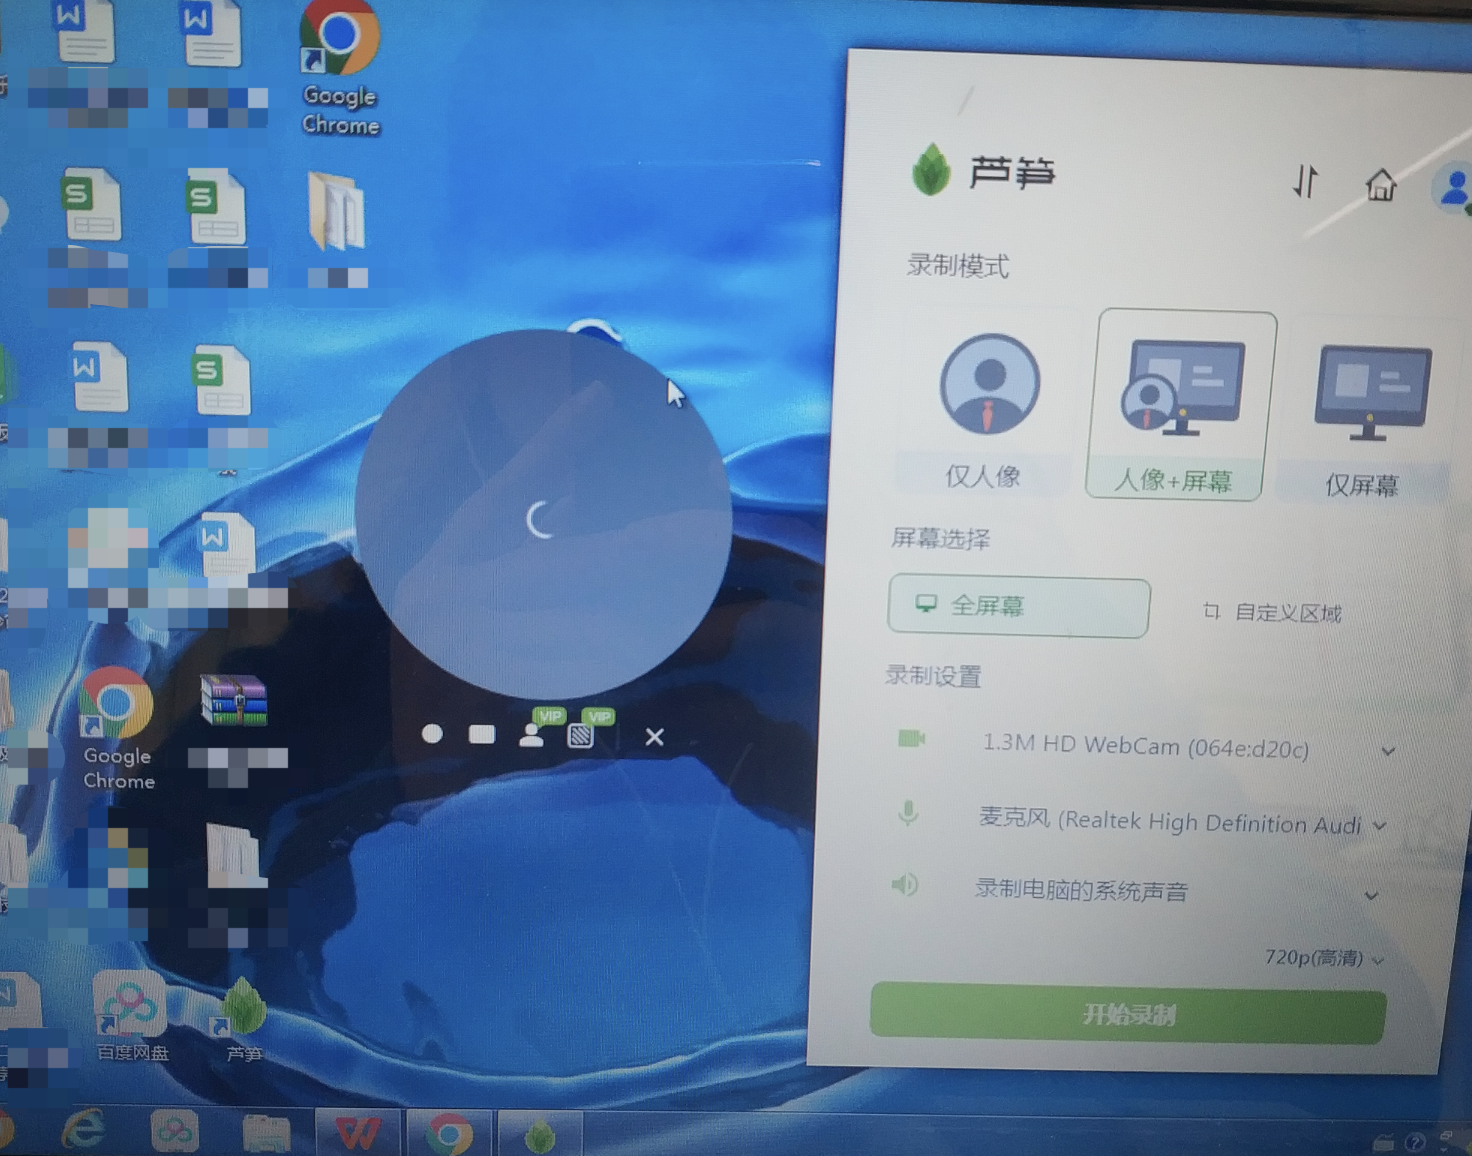 Google
Chrome
芦笋
录制模式
仅人像
人像+屏幕
仅屏幕
屏幕选择
全屏幕
自定义区域
录制设置
VIP
VIP
1.3M HD WebCam (064e:d20c)
Google
Chrome
麦克风 (Realtek High Definition Audi
录制电脑的系统声音
720p(高清)
开始录制
百度网盘
芦笋